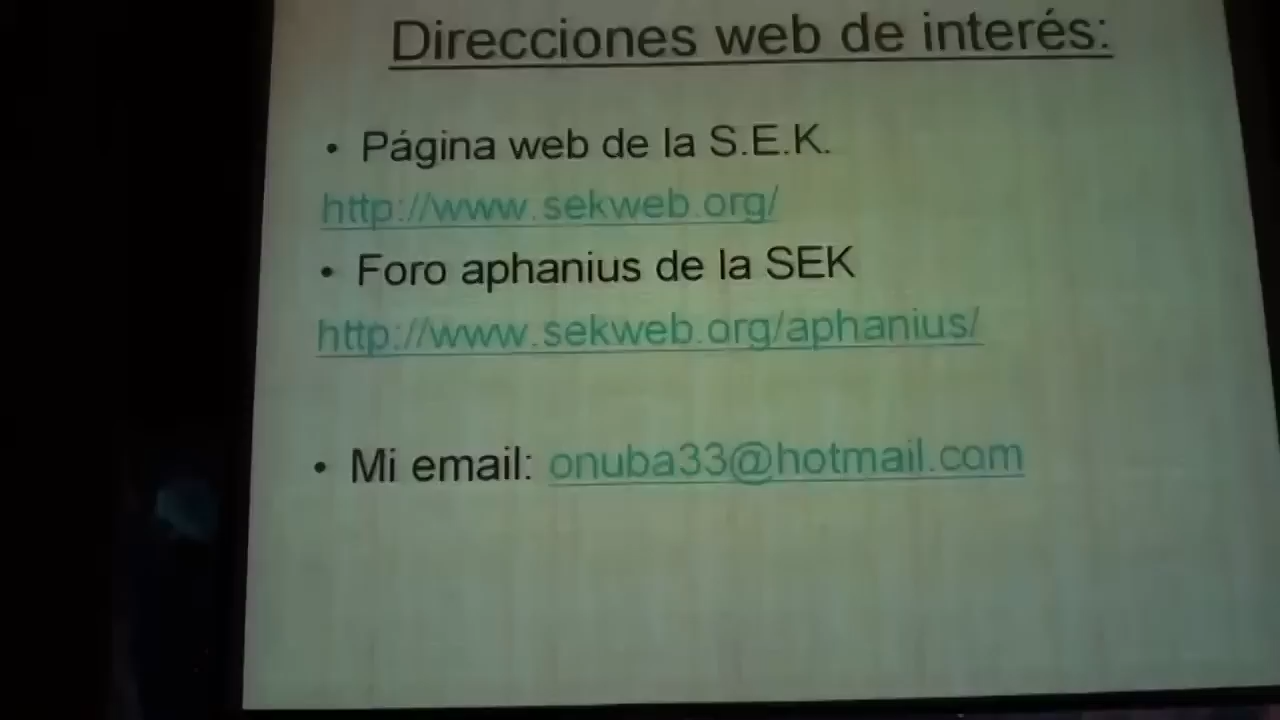 Direcciones web de interés:
• Página web de la S.E.K.
http://www.sekweb.org/
• Foro aphanius de la SEK
http://www.sekweb.org/aphanius/
• Mi email: onuba33@hotmail.com